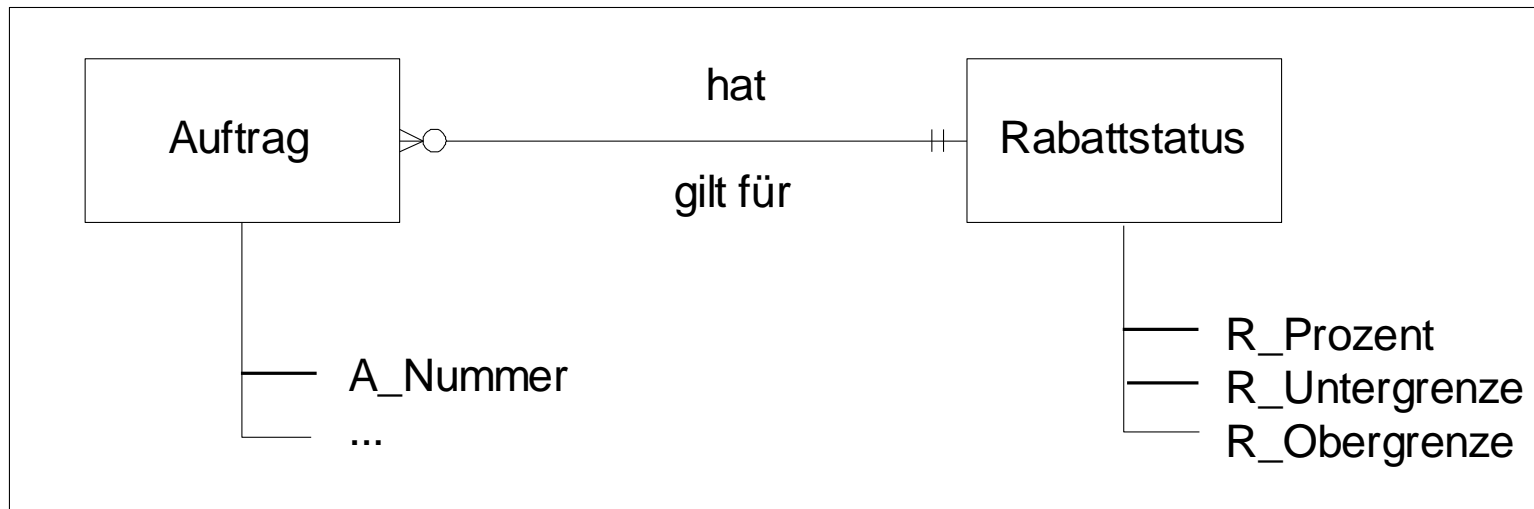 hat
Auftrag
Rabattstatus
gilt für
A_Nummer
...
R_Prozent
R_Untergrenze
R_Obergrenze